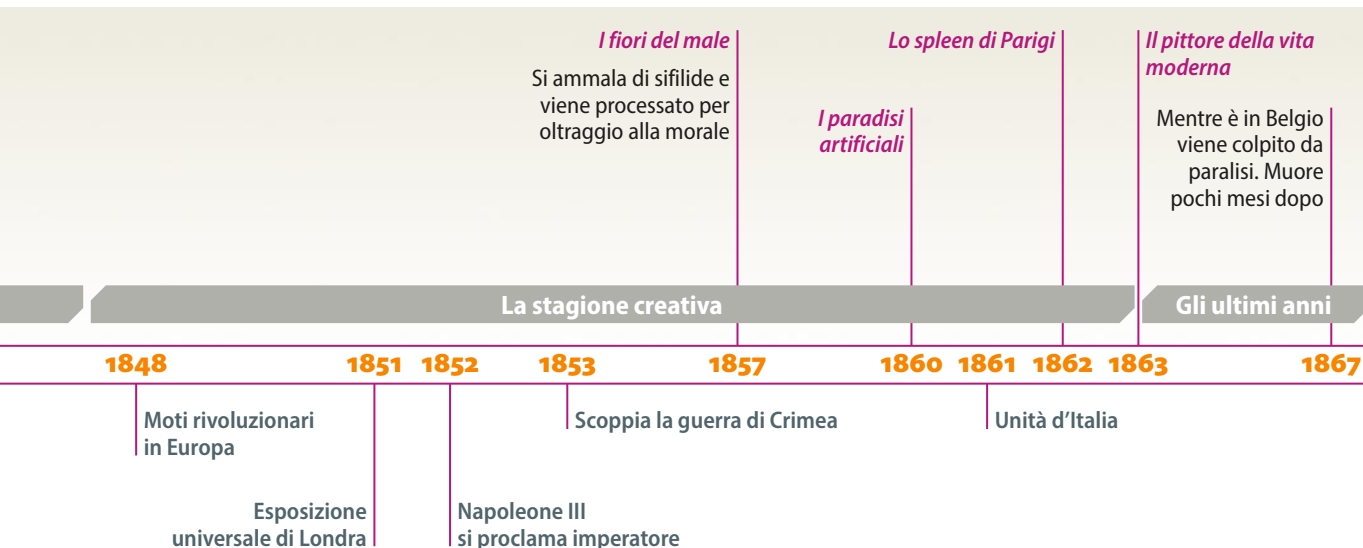 I fiori del male
Si ammala di sifilide e
viene processato per
oltraggio alla morale
I paradisi
artificiali
Lo spleen di Parigi
Il pittore della vita
moderna
Mentre è in Belgio
viene colpito da
paralisi. Muore
pochi mesi dopo
La stagione creativa
Gli ultimi anni
1848 1851 1852 1853 1857 1860 1861 1862 1863 1867
Moti rivoluzionari
in Europa
Esposizione
universale di Londra
Napoleone III
si proclama imperatore
Scoppia la guerra di Crimea
Unità d'Italia